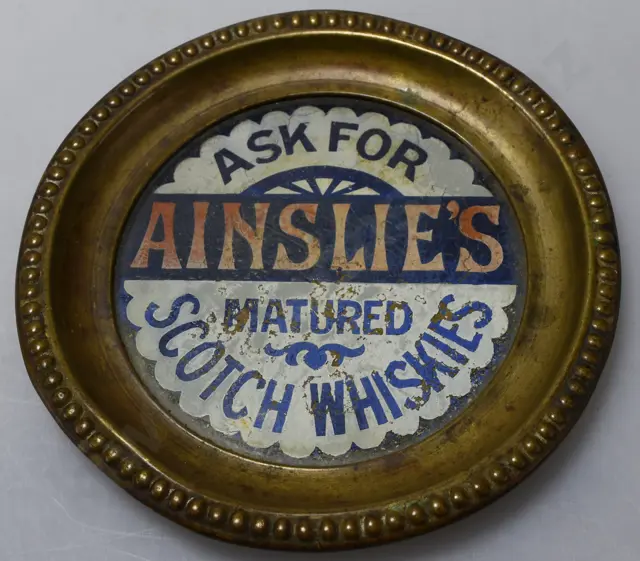 ASK FOR
AINSLIE'S
MATURED
SCOTCH WHISKIES